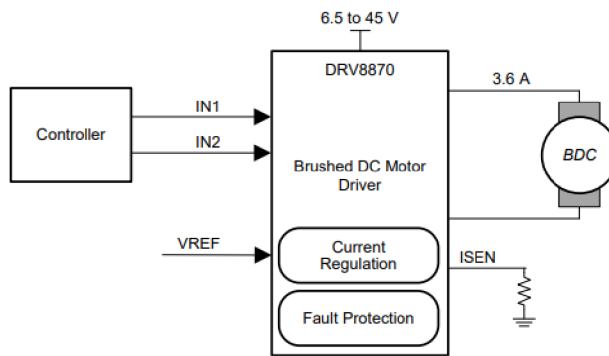 6.5 to 45 V
DRV8870
3.6 A
IN1
Controller
IN2
BDC
Brushed DC Motor
Driver
VREF
Current
Regulation
ISEN
Fault Protection